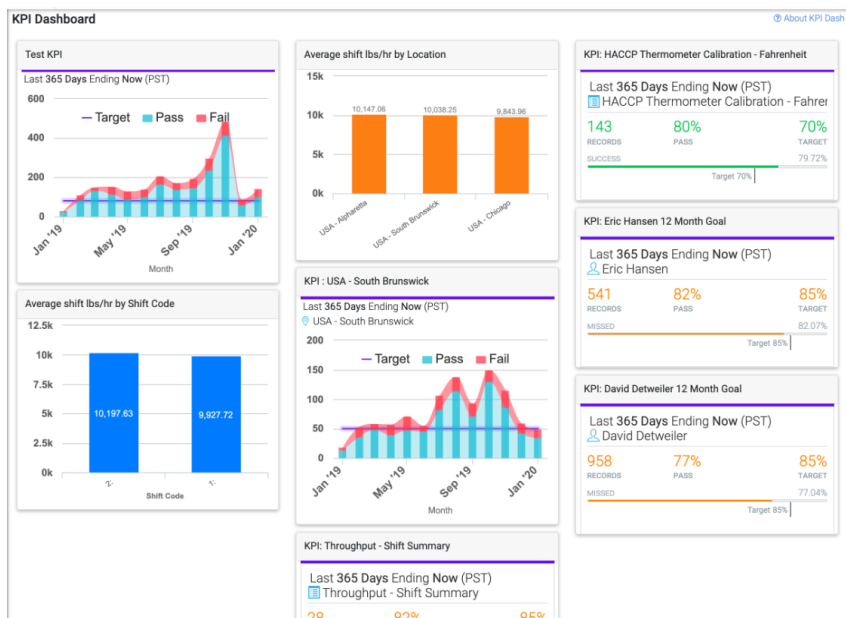 KPI Dashboard
About KPI Dash
Test KPI
Last 365 Days Ending Now (PST)
600
400
200
0
Target Pass Fail
Jan '19
May '19
Sep '19
Jan '20
Month
Average shift lbs/hr by Shift Code
12.5k
10k
7.5k
5k
2.5k
0k
10,197.63
9,927.72
2:
1:
Shift Code
Average shift lbs/hr by Location
15k
10k
5k
0k
10,147.06
10,038.25
9,843.96
USA - Alpharetta
USA - South Brunswick
USA - Chicago
KPI : USA - South Brunswick
Last 365 Days Ending Now (PST)
USA - South Brunswick
200
150
100
50
0
Target Pass Fail
Jan '19
May '19
Sep '19
Jan '20
Month
KPI: Throughput - Shift Summary
Last 365 Days Ending Now (PST)
Throughput - Shift Summary
28 82% 85%
KPI: HACCP Thermometer Calibration - Fahrenheit
Last 365 Days Ending Now (PST)
HACCP Thermometer Calibration - Fahrer
143 80% 70%
RECORDS PASS TARGET
SUCCESS 79.72%
Target 70%
KPI: Eric Hansen 12 Month Goal
Last 365 Days Ending Now (PST)
Eric Hansen
541 82% 85%
RECORDS PASS TARGET
MISSED 82.07%
Target 85%
KPI: David Detweiler 12 Month Goal
Last 365 Days Ending Now (PST)
David Detweiler
958 77% 85%
RECORDS PASS TARGET
MISSED 77.04%
Target 85%